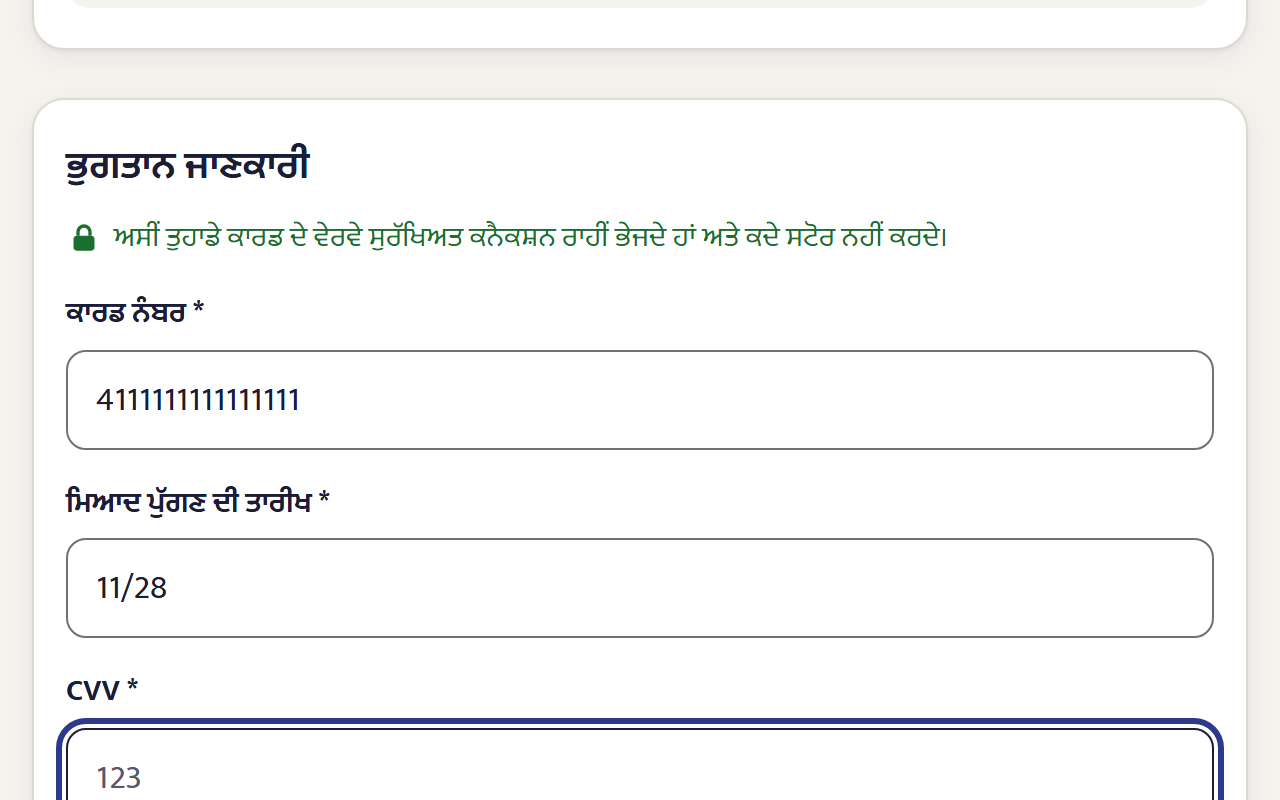 ਭੁਗਤਾਨ ਜਾਣਕਾਰੀ
ਅਸੀਂ ਤੁਹਾਡੇ ਕਾਰਡ ਦੇ ਵੇਰਵੇ ਸੁਰੱਖਿਅਤ ਕਨੈਕਸ਼ਨ ਰਾਹੀਂ ਭੇਜਦੇ ਹਾਂ ਅਤੇ ਕਦੇ ਸਟੋਰ ਨਹੀਂ ਕਰਦੇ।
ਕਾਰਡ ਨੰਬਰ *
4111111111111111
ਮਿਆਦ ਪੁੱਗਣ ਦੀ ਤਾਰੀਖ *
11/28
CVV *
123